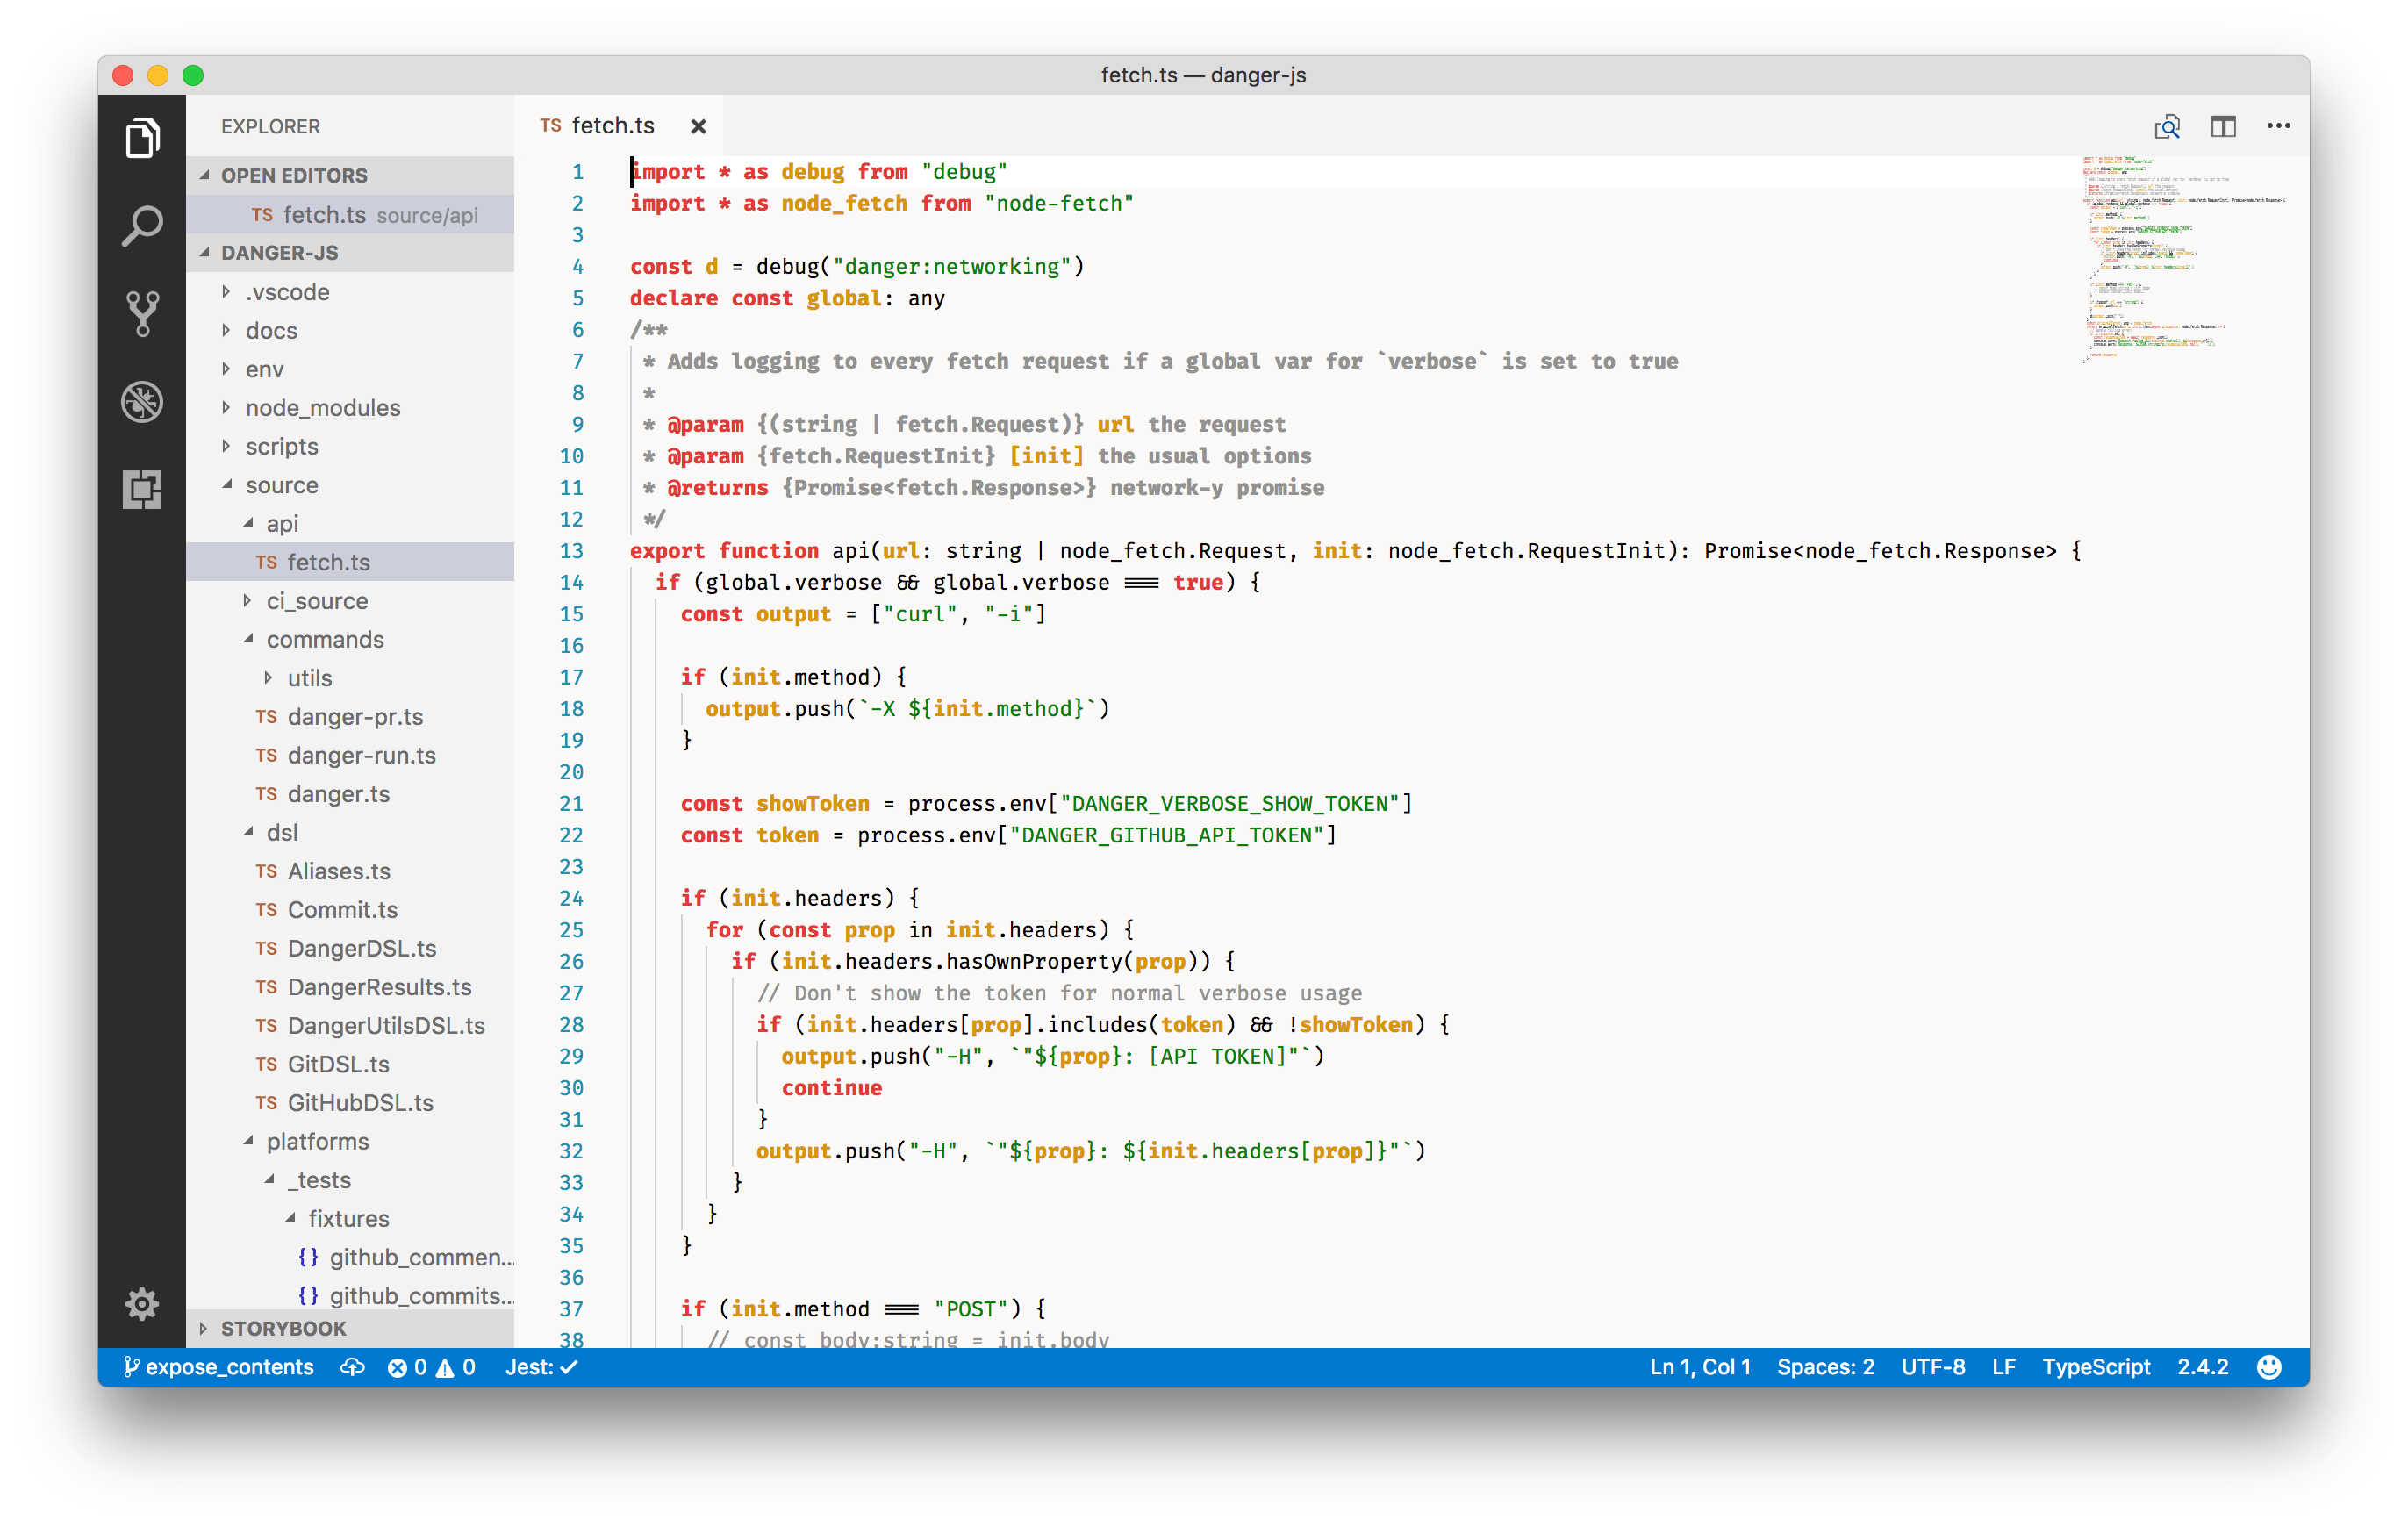 fetch.ts — danger-js
EXPLORER
OPEN EDITORS
TS fetch.ts source/api
DANGER-JS
.vscode
docs
env
node_modules
scripts
source
api
TS fetch.ts
ci_source
commands
utils
TS danger-pr.ts
TS danger-run.ts
TS danger.ts
dsl
TS Aliases.ts
TS Commit.ts
TS DangerDSL.ts
TS DangerResults.ts
TS DangerUtilsDSL.ts
TS GitDSL.ts
TS GitHubDSL.ts
platforms
_tests
fixtures
{} github_commen...
{} github_commits...
STORYBOOK
TS fetch.ts ×
1 import * as debug from "debug"
2 import * as node_fetch from "node-fetch"
3
4 const d = debug("danger:networking")
5 declare const global: any
6 /**
7  * Adds logging to every fetch request if a global var for `verbose` is set to true
8  *
9  * @param {(string | fetch.Request)} url the request
10  * @param {fetch.RequestInit} [init] the usual options
11  * @returns {Promise<fetch.Response>} network-y promise
12  */
13 export function api(url: string | node_fetch.Request, init: node_fetch.RequestInit): Promise<node_fetch.Response> {
14   if (global.verbose && global.verbose === true) {
15     const output = ["curl", "-i"]
16
17     if (init.method) {
18       output.push(`-X ${init.method}`)
19     }
20
21     const showToken = process.env["DANGER_VERBOSE_SHOW_TOKEN"]
22     const token = process.env["DANGER_GITHUB_API_TOKEN"]
23
24     if (init.headers) {
25       for (const prop in init.headers) {
26         if (init.headers.hasOwnProperty(prop)) {
27           // Don't show the token for normal verbose usage
28           if (init.headers[prop].includes(token) && !showToken) {
29             output.push("-H", `"${prop}: [API TOKEN]"`)
30             continue
31           }
32           output.push("-H", `"${prop}: ${init.headers[prop]}"`)
33         }
34       }
35     }
36
37     if (init.method === "POST") {
38       // const body:string = init.body
expose_contents 0 0 Jest: ✓
Ln 1, Col 1 Spaces: 2 UTF-8 LF TypeScript 2.4.2